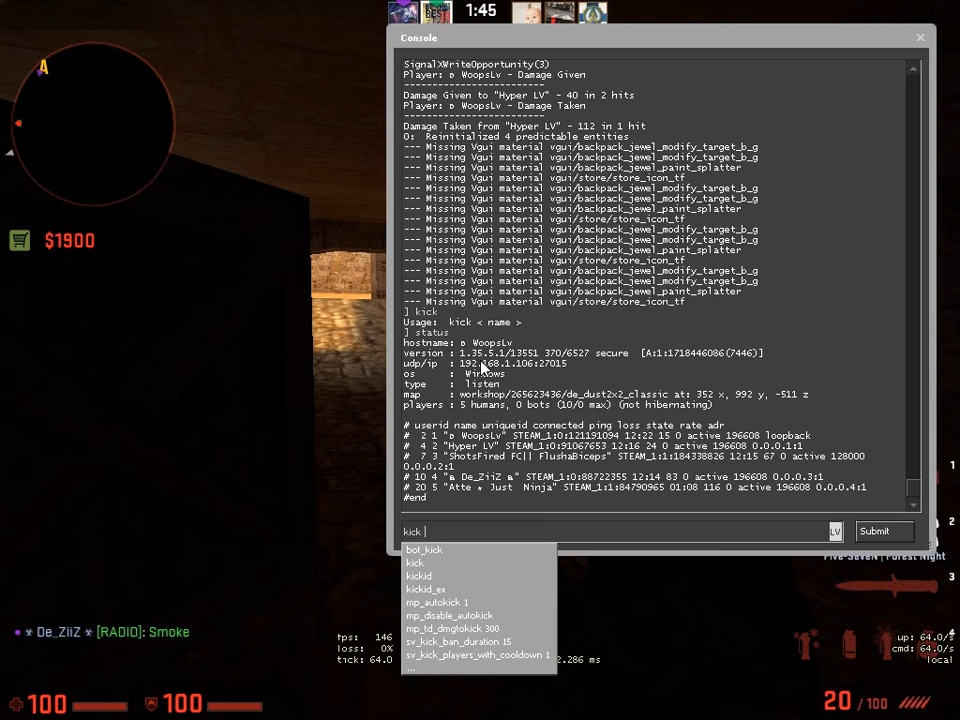 1:45
Console
SignalXWriteOpportunity(3)
Player: ๖ WoopsLv - Damage Given
-------------------------
Damage Given to "Hyper LV" - 40 in 2 hits
Player: ๖ WoopsLv - Damage Taken
-------------------------
Damage Taken from "Hyper LV" - 112 in 1 hit
0:  Reinitialized 4 predictable entities
--- Missing Vgui material vgui/backpack_jewel_modify_target_b_g
--- Missing Vgui material vgui/backpack_jewel_modify_target_b_g
--- Missing Vgui material vgui/backpack_jewel_paint_splatter
--- Missing Vgui material vgui/store/store_icon_tf
--- Missing Vgui material vgui/backpack_jewel_modify_target_b_g
--- Missing Vgui material vgui/backpack_jewel_modify_target_b_g
--- Missing Vgui material vgui/backpack_jewel_paint_splatter
--- Missing Vgui material vgui/store/store_icon_tf
--- Missing Vgui material vgui/backpack_jewel_modify_target_b_g
--- Missing Vgui material vgui/backpack_jewel_modify_target_b_g
--- Missing Vgui material vgui/backpack_jewel_paint_splatter
--- Missing Vgui material vgui/store/store_icon_tf
--- Missing Vgui material vgui/backpack_jewel_modify_target_b_g
--- Missing Vgui material vgui/backpack_jewel_paint_splatter
--- Missing Vgui material vgui/store/store_icon_tf
] kick
Usage:  kick < name >
] status
hostname: ๖ WoopsLv
version : 1.35.5.1/13551 370/6527 secure  [A:1:1718446086(7446)]
udp/ip  : 192.168.1.106:27015
os      :  Windows
type    :  listen
map     : workshop/265623436/de_dust2x2_classic at: 352 x, 992 y, -511 z
players : 5 humans, 0 bots (10/0 max) (not hibernating)
# userid name uniqueid connected ping loss state rate adr
#  2 1 "๖ WoopsLv" STEAM_1:0:121191094 12:22 15 0 active 196608 loopback
#  4 2 "Hyper LV" STEAM_1:0:91067653 12:16 24 0 active 196608 0.0.0.1:1
#  7 3 "ShotsFired FC|| FlushaBiceps" STEAM_1:1:184338826 12:15 67 0 active 128000
0.0.0.2:1
# 10 4 "De_ZiiZ" STEAM_1:0:88722355 12:14 83 0 active 196608 0.0.0.3:1
# 20 5 "Atte ★ Just  Ninja" STEAM_1:1:84790965 01:08 116 0 active 196608 0.0.0.4:1
#end
kick
LV
Submit
bot_kick
kick
kickid
kickid_ex
mp_autokick 1
mp_disable_autokick
mp_td_dmgtokick 300
sv_kick_ban_duration 15
sv_kick_players_with_cooldown 1
...
A
$1900
1
2
Five-SeveN | Forest Night
3
4
De_ZiiZ [RADIO]: Smoke
fps: 146
loss: 0%
tick: 64.0
2.286 ms
up: 64.0/s
cmd: 64.0/s
local
100
100
20 / 100